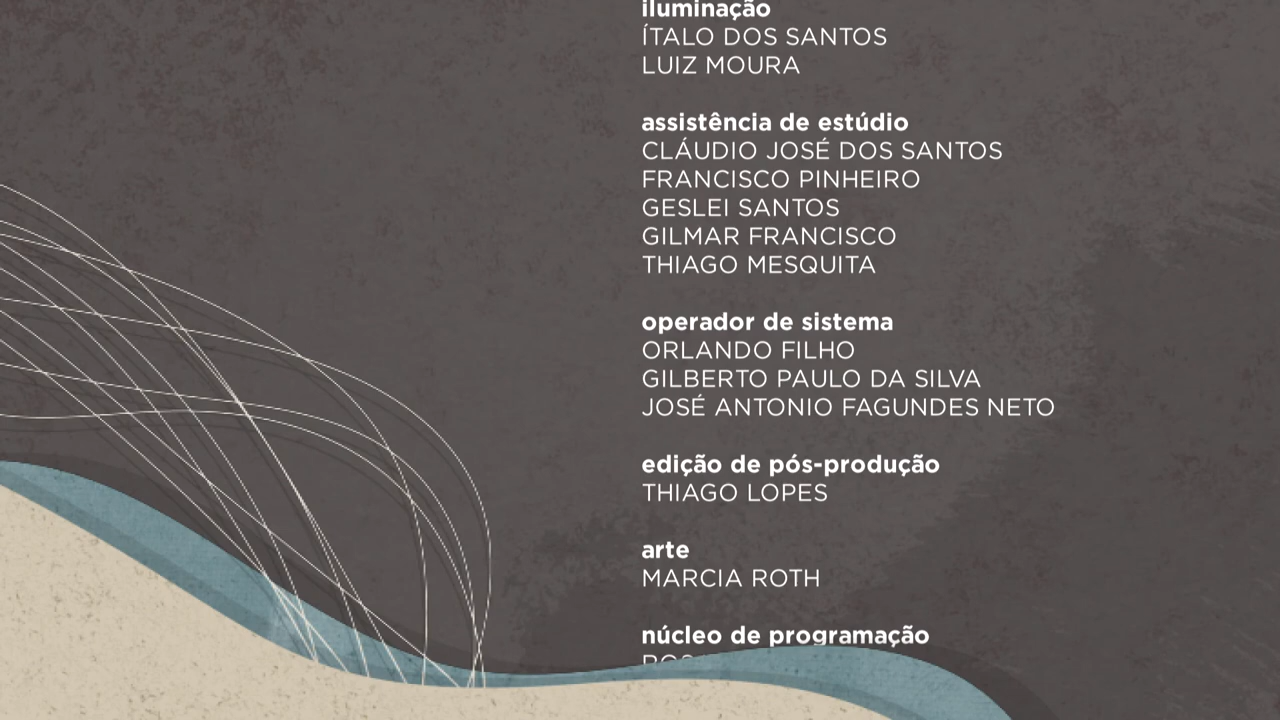 iluminação
ÍTALO DOS SANTOS
LUIZ MOURA
assistência de estúdio
CLÁUDIO JOSÉ DOS SANTOS
FRANCISCO PINHEIRO
GESLEI SANTOS
GILMAR FRANCISCO
THIAGO MESQUITA
operador de sistema
ORLANDO FILHO
GILBERTO PAULO DA SILVA
JOSÉ ANTONIO FAGUNDES NETO
edição de pós-produção
THIAGO LOPES
arte
MARCIA ROTH
núcleo de programação